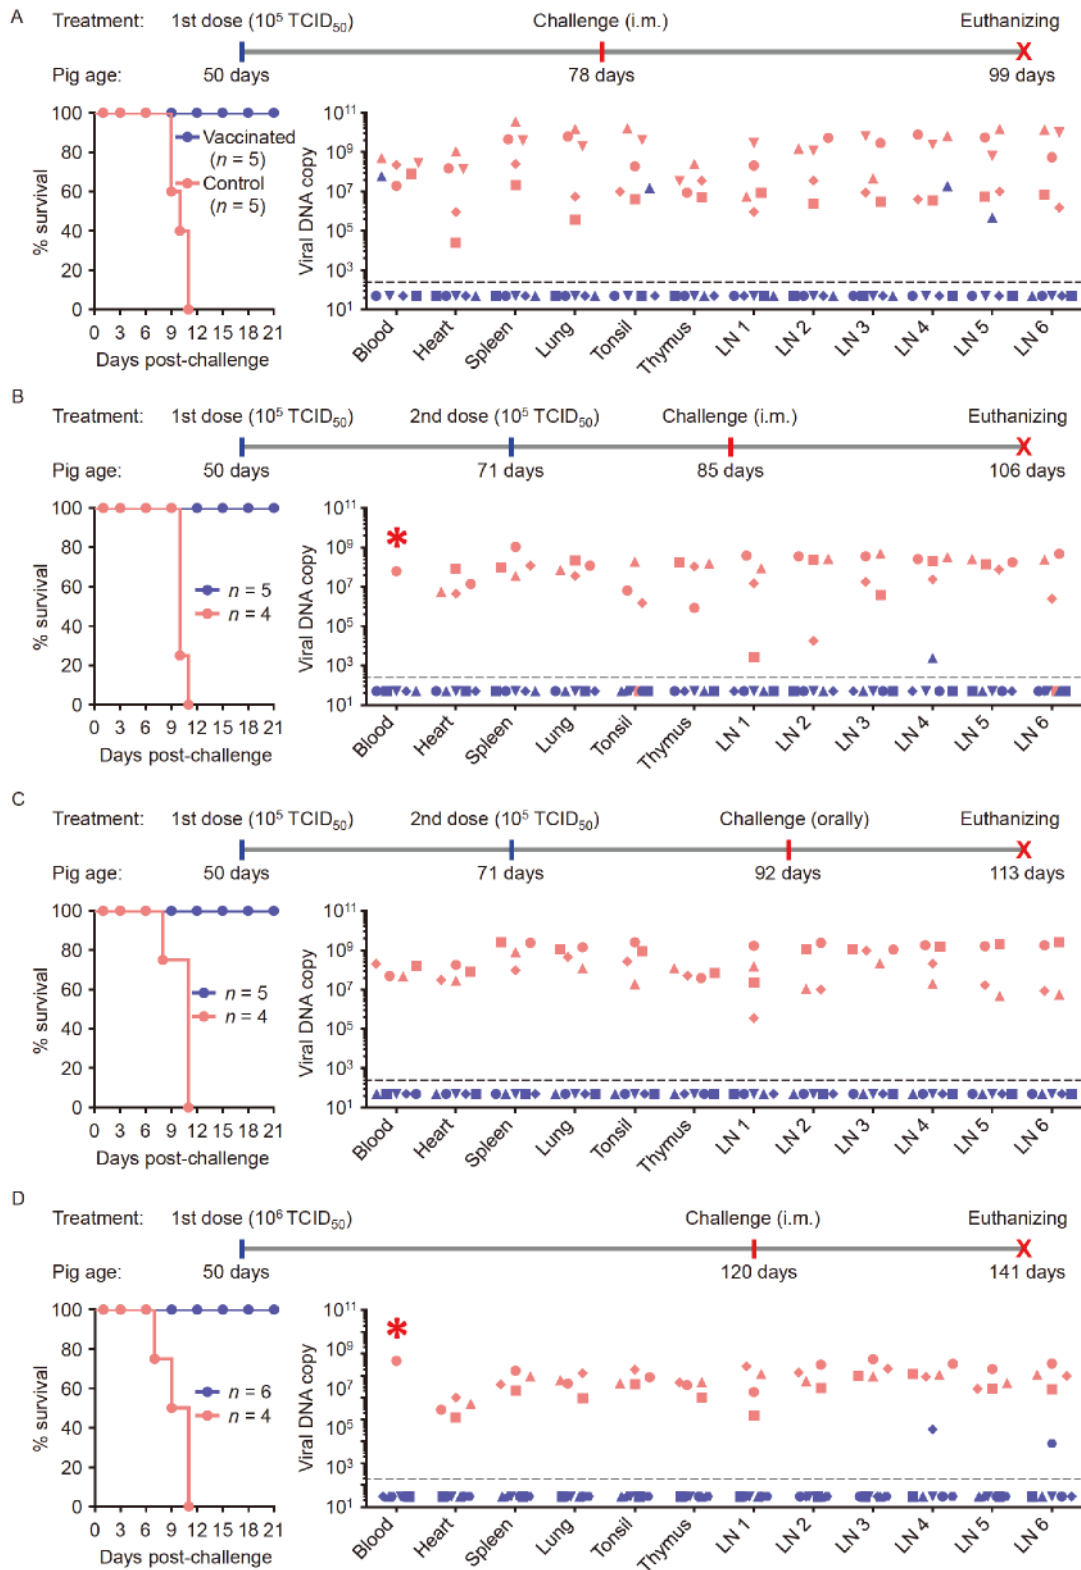 A
Treatment: 1st dose (10⁵ TCID₅₀) Challenge (i.m.) Euthanizing
Pig age: 50 days 78 days 99 days
% survival
100
80
60
40
20
0
0 3 6 9 12 15 18 21
Days post-challenge
Vaccinated
(n = 5)
Control
(n = 5)
Viral DNA copy
10¹¹
10⁹
10⁷
10⁵
10³
10¹
Blood Heart Spleen Lung Tonsil Thymus LN 1 LN 2 LN 3 LN 4 LN 5 LN 6
B
Treatment: 1st dose (10⁵ TCID₅₀) 2nd dose (10⁵ TCID₅₀) Challenge (i.m.) Euthanizing
Pig age: 50 days 71 days 85 days 106 days
% survival
100
80
60
40
20
0
0 3 6 9 12 15 18 21
Days post-challenge
n = 5
n = 4
Viral DNA copy
10¹¹
10⁹
10⁷
10⁵
10³
10¹
*
Blood Heart Spleen Lung Tonsil Thymus LN 1 LN 2 LN 3 LN 4 LN 5 LN 6
C
Treatment: 1st dose (10⁵ TCID₅₀) 2nd dose (10⁵ TCID₅₀) Challenge (orally) Euthanizing
Pig age: 50 days 71 days 92 days 113 days
% survival
100
80
60
40
20
0
0 3 6 9 12 15 18 21
Days post-challenge
n = 5
n = 4
Viral DNA copy
10¹¹
10⁹
10⁷
10⁵
10³
10¹
Blood Heart Spleen Lung Tonsil Thymus LN 1 LN 2 LN 3 LN 4 LN 5 LN 6
D
Treatment: 1st dose (10⁶ TCID₅₀) Challenge (i.m.) Euthanizing
Pig age: 50 days 120 days 141 days
% survival
100
80
60
40
20
0
0 3 6 9 12 15 18 21
Days post-challenge
n = 6
n = 4
Viral DNA copy
10¹¹
10⁹
10⁷
10⁵
10³
10¹
*
Blood Heart Spleen Lung Tonsil Thymus LN 1 LN 2 LN 3 LN 4 LN 5 LN 6